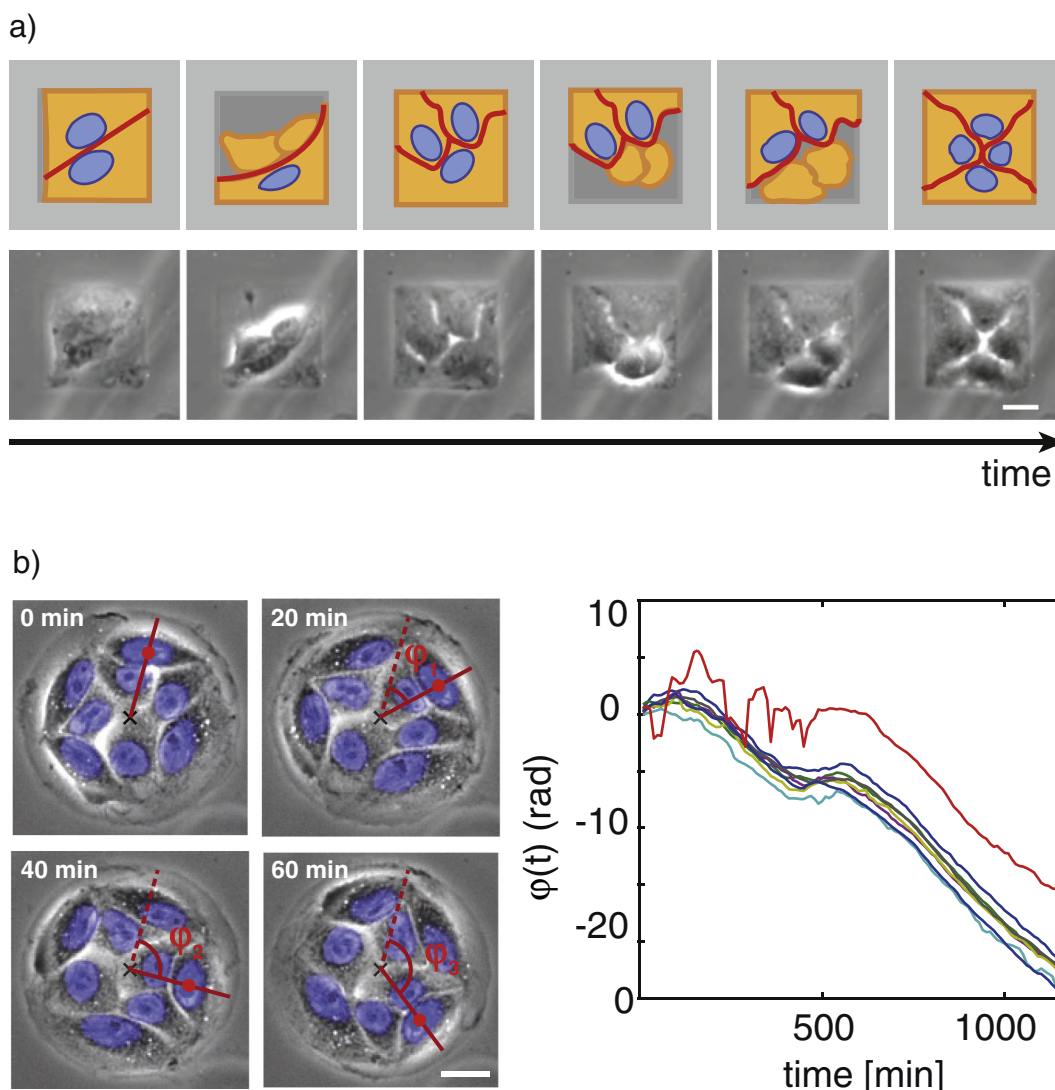 a)
time
b)
0 min
20 min
φ1
40 min
φ2
60 min
φ3
10
0
-10
-20
0
φ(t) (rad)
500
1000
time [min]